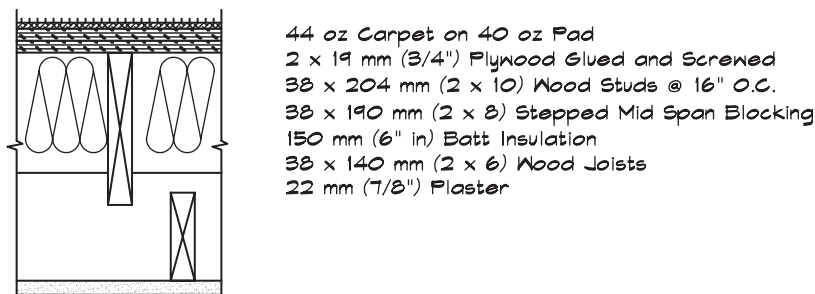 44 oz Carpet on 40 oz Pad
2 x 19 mm (3/4") Plywood Glued and Screwed
38 x 204 mm (2 x 10) Wood Studs @ 16" O.C.
38 x 190 mm (2 x 8) Stepped Mid Span Blocking
150 mm (6" in) Batt Insulation
38 x 140 mm (2 x 6) Wood Joists
22 mm (7/8") Plaster